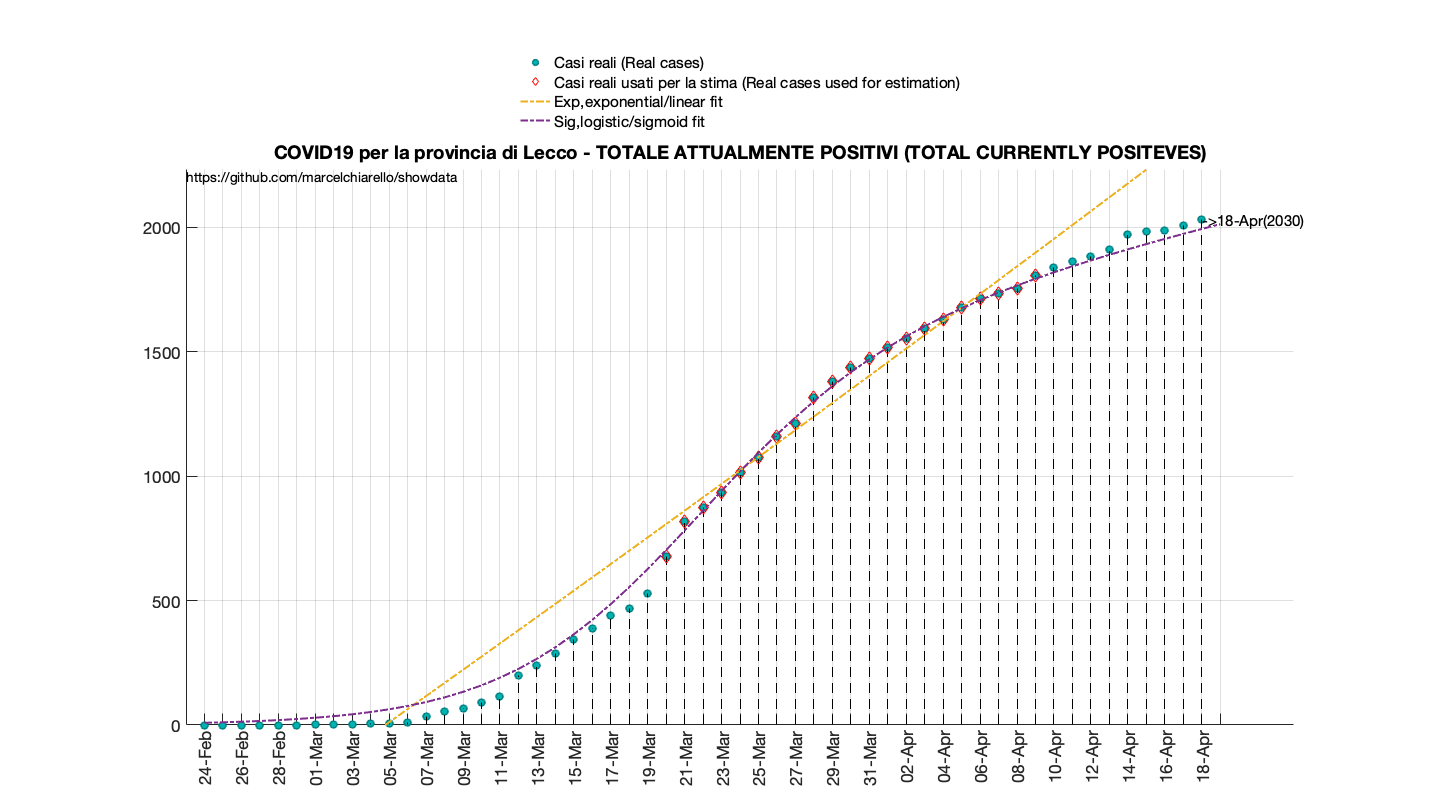 Casi reali (Real cases)
Casi reali usati per la stima (Real cases used for estimation)
Exp,exponential/linear fit
Sig,logistic/sigmoid fit
COVID19 per la provincia di Lecco - TOTALE ATTUALMENTE POSITIVI (TOTAL CURRENTLY POSITEVES)
https://github.com/marcelchiarello/showdata
2000
1500
1000
500
0
->18-Apr(2030)
24-Feb
26-Feb
28-Feb
01-Mar
03-Mar
05-Mar
07-Mar
09-Mar
11-Mar
13-Mar
15-Mar
17-Mar
19-Mar
21-Mar
23-Mar
25-Mar
27-Mar
29-Mar
31-Mar
02-Apr
04-Apr
06-Apr
08-Apr
10-Apr
12-Apr
14-Apr
16-Apr
18-Apr